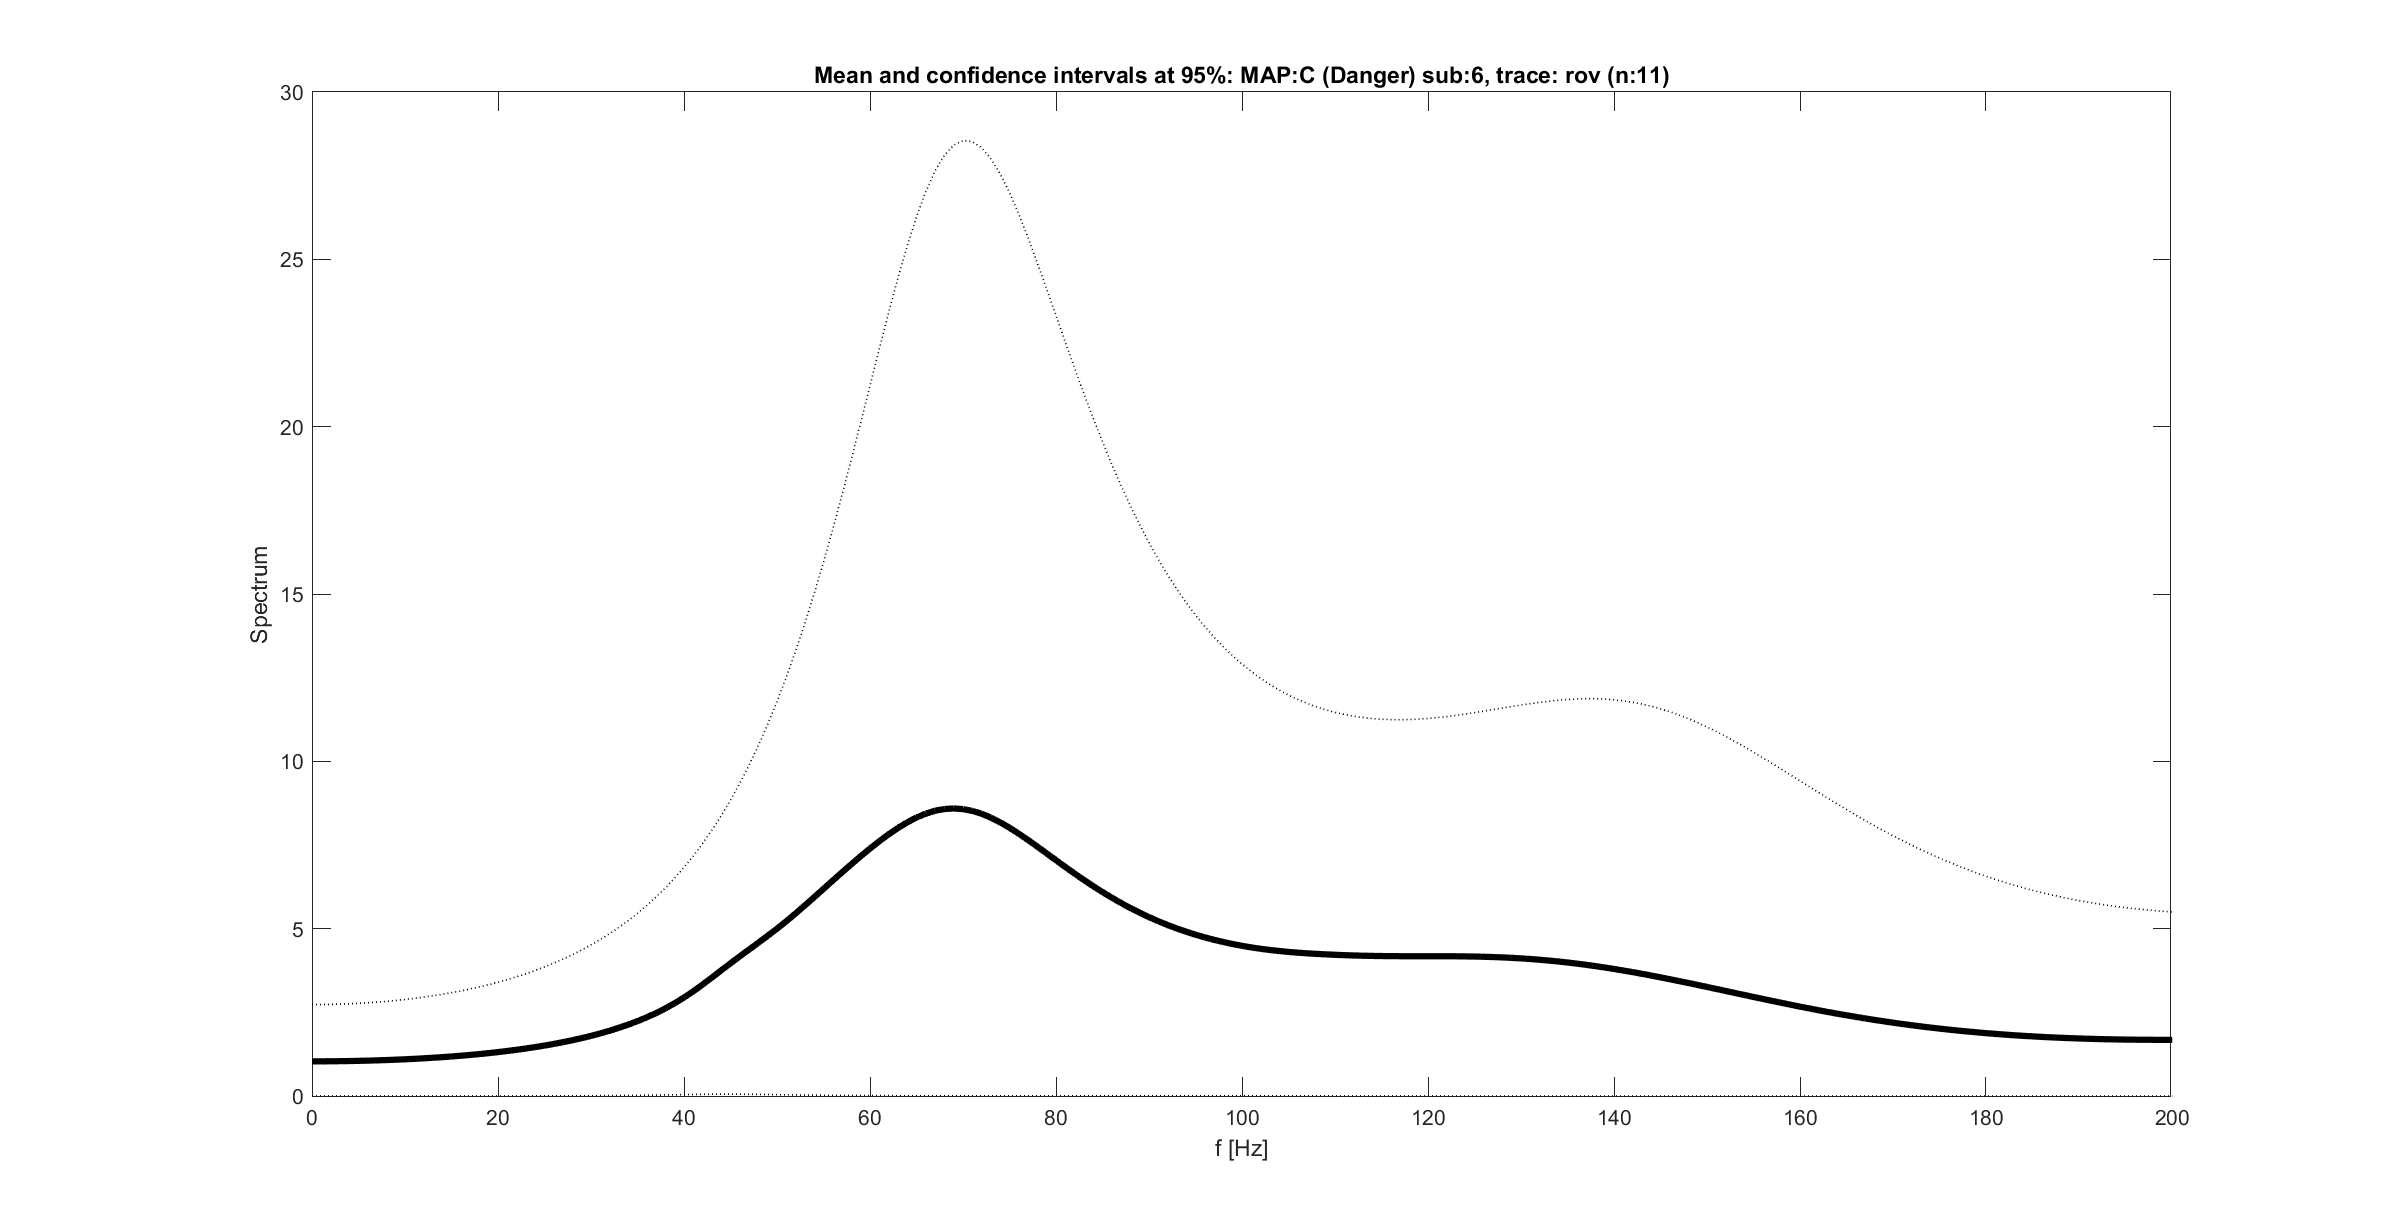 Mean and confidence intervals at 95%: MAP:C (Danger) sub:6, trace: rov (n:11)
30
25
20
15
10
5
0
Spectrum
0 20 40 60 80 100 120 140 160 180 200
f [Hz]